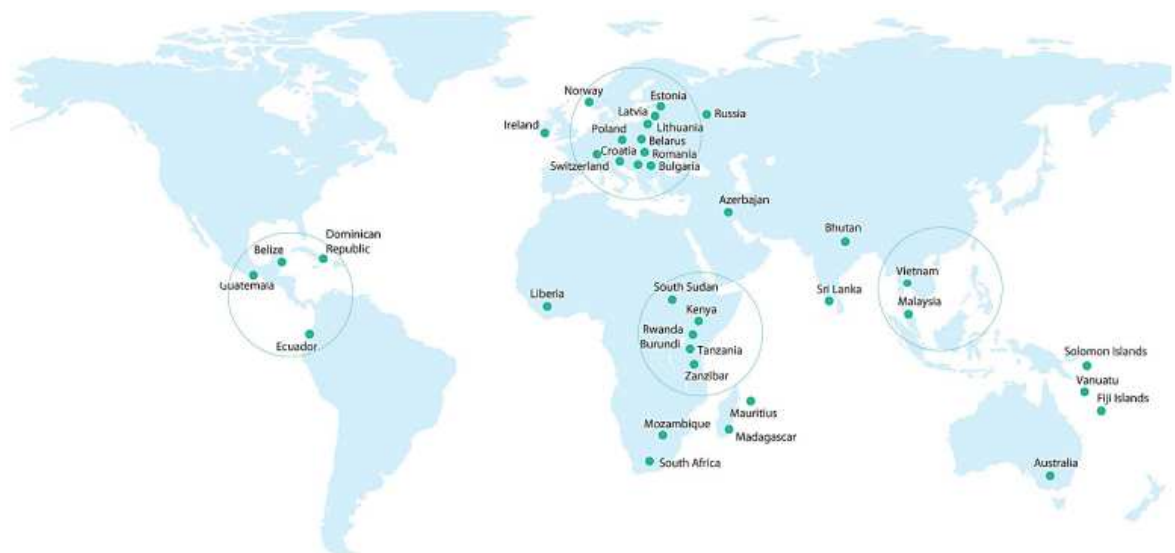 Norway
Estonia
Latvia
Russia
Ireland
Poland
Lithuania
Belarus
Croatia
Romania
Switzerland
Bulgaria
Azerbajan
Dominican
Republic
Belize
Guatemala
Ecuador
Bhutan
Vietnam
Sri Lanka
Malaysia
Liberia
South Sudan
Kenya
Rwanda
Burundi
Tanzania
Zanzibar
Solomon Islands
Vanuatu
Fiji Islands
Mauritius
Mozambique
Madagascar
South Africa
Australia